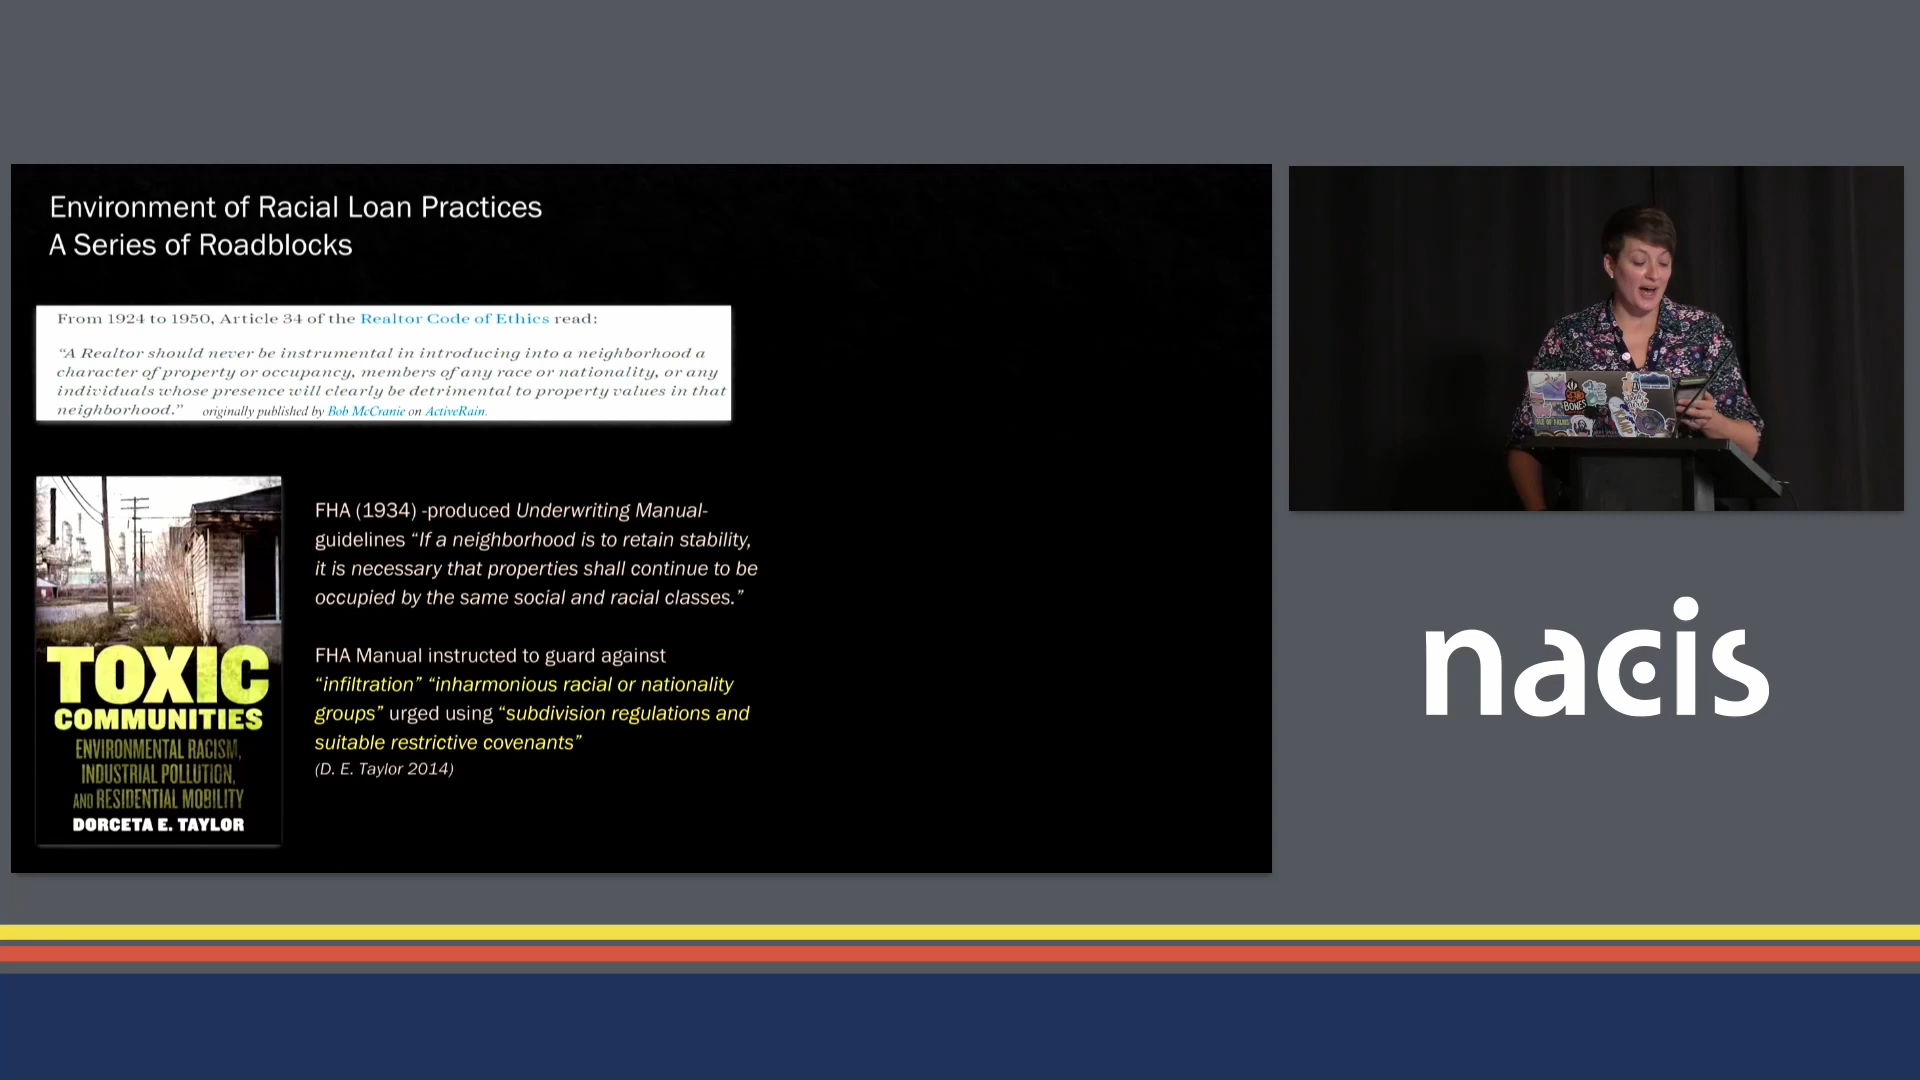 Environment of Racial Loan Practices
A Series of Roadblocks
From 1924 to 1950, Article 34 of the Realtor Code of Ethics read:
“A Realtor should never be instrumental in introducing into a neighborhood a
character of property or occupancy, members of any race or nationality, or any
individuals whose presence will clearly be detrimental to property values in that
neighborhood.” originally published by Bob McCranie on ActiveRain.
TOXIC
COMMUNITIES
ENVIRONMENTAL RACISM,
INDUSTRIAL POLLUTION,
AND RESIDENTIAL MOBILITY
DORCETA E. TAYLOR
FHA (1934) -produced Underwriting Manual-
guidelines “If a neighborhood is to retain stability,
it is necessary that properties shall continue to be
occupied by the same social and racial classes.”
FHA Manual instructed to guard against
“infiltration” “inharmonious racial or nationality
groups” urged using “subdivision regulations and
suitable restrictive covenants”
(D. E. Taylor 2014)
BONES
CAMP
nacis